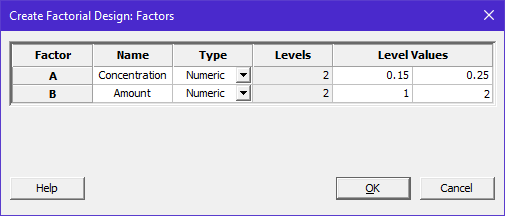 Create Factorial Design: Factors
Factor Name Type Levels Level Values
A Concentration Numeric 2 0.15 0.25
B Amount Numeric 2 1 2
Help OK Cancel